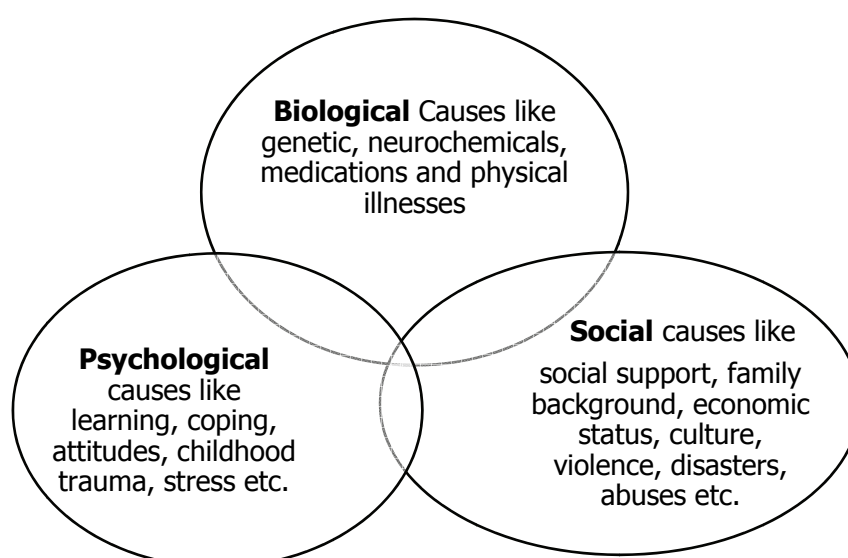 Biological Causes like
genetic, neurochemicals,
medications and physical
illnesses
Psychological
causes like
learning, coping,
attitudes, childhood
trauma, stress etc.
Social causes like
social support, family
background, economic
status, culture,
violence, disasters,
abuses etc.